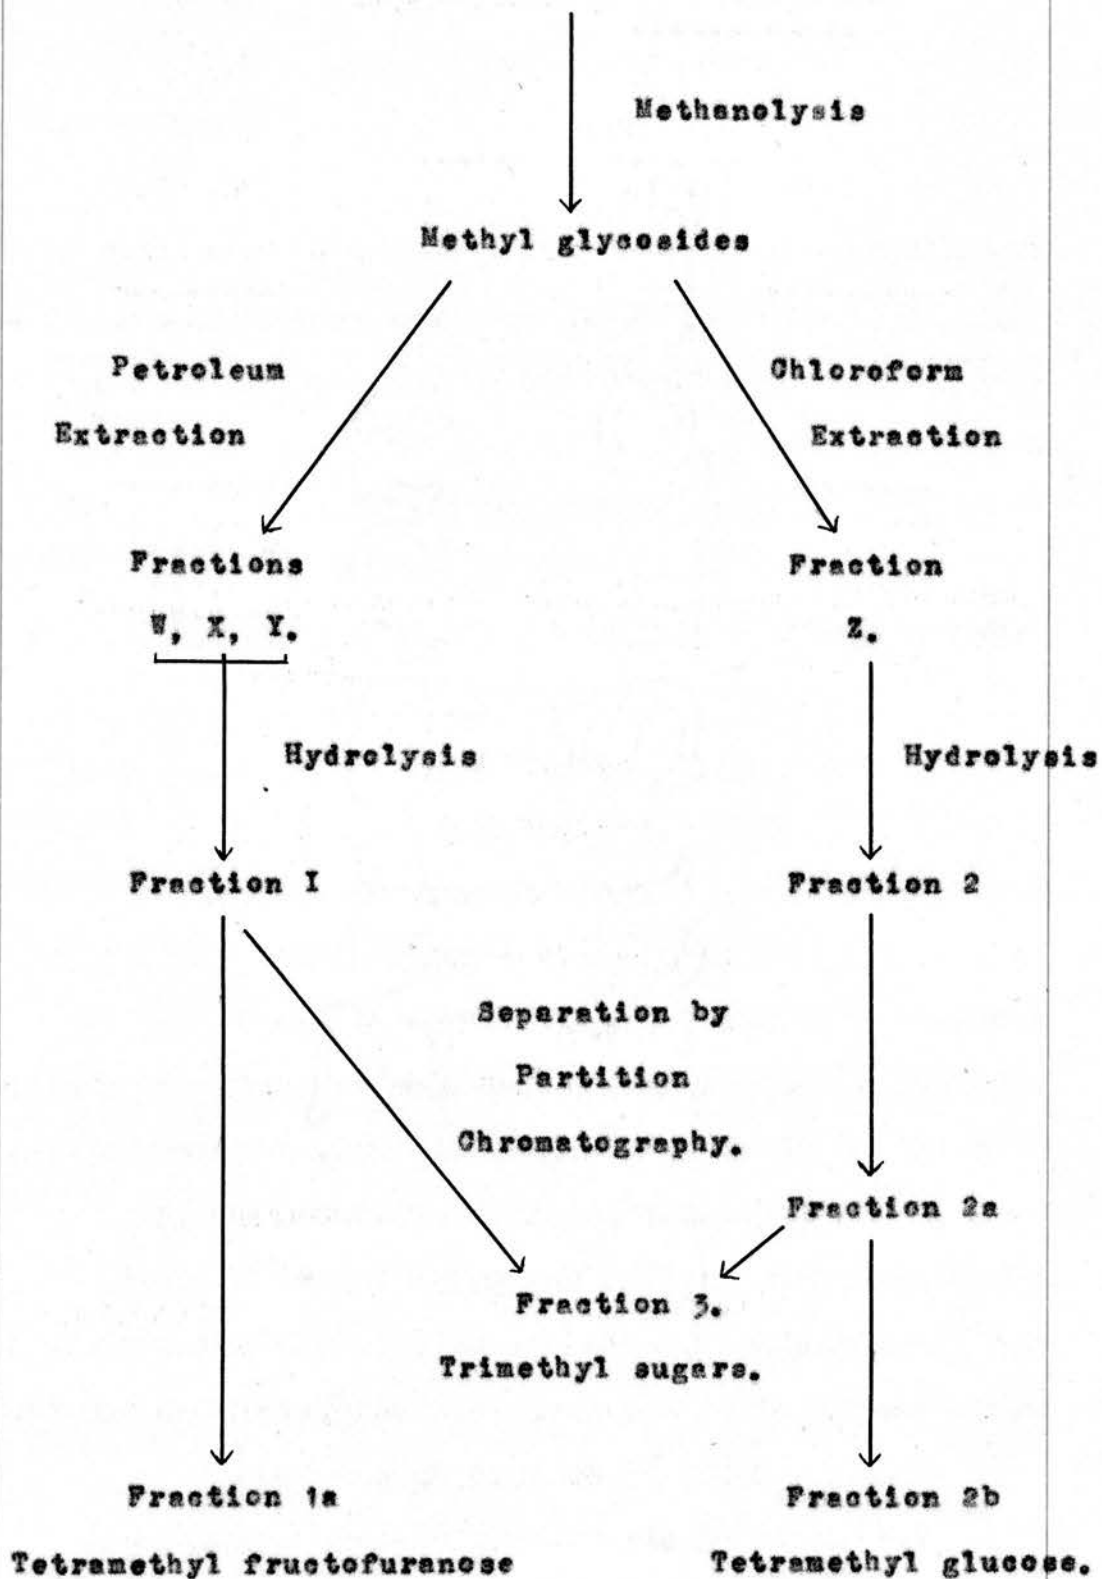 Methanolysis
Methyl glycosides
Petroleum
Extraction
Chloroform
Extraction
Fractions
W, X, Y.
Fraction
Z.
Hydrolysis
Hydrolysis
Fraction I
Fraction 2
Separation by
Partition
Chromatography.
Fraction 2a
Fraction 3.
Trimethyl sugars.
Fraction 1a
Tetramethyl fructofuranose
Fraction 2b
Tetramethyl glucose.